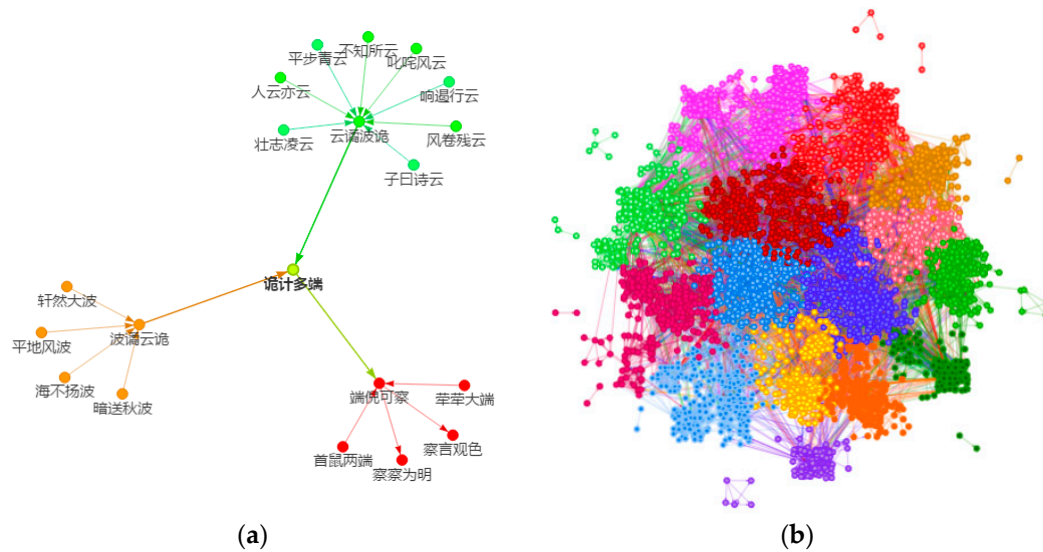 不知所云
平步青云
叱咤风云
人云亦云
响遏行云
云谲波诡
风卷残云
壮志凌云
子曰诗云
诡计多端
轩然大波
波谲云诡
平地风波
海不扬波
暗送秋波
端倪可察
荦荦大端
察言观色
首鼠两端
察察为明
(a)
(b)